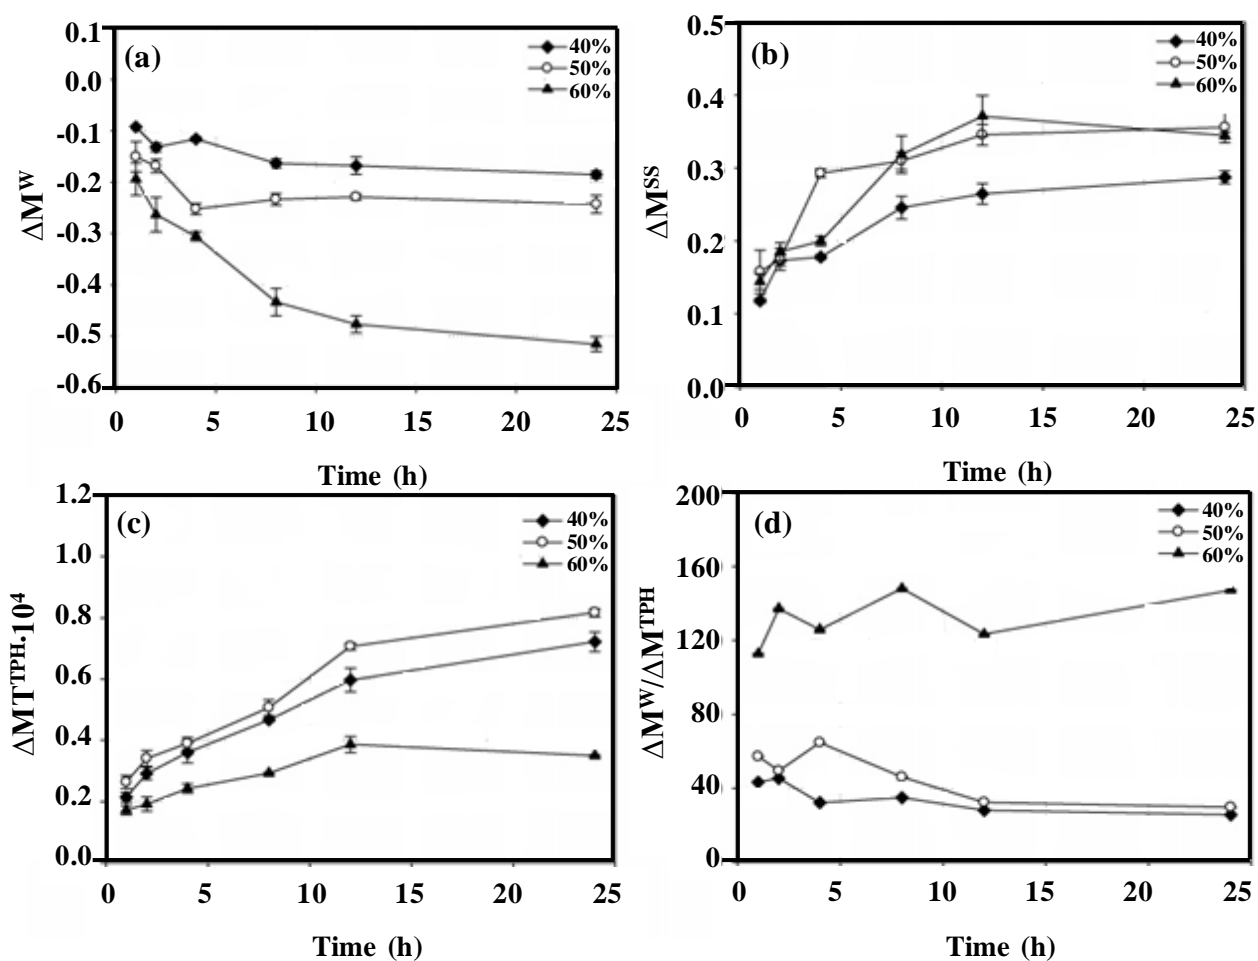 (a)
40%
50%
60%
0.1
0.0
-0.1
-0.2
-0.3
-0.4
-0.5
-0.6
ΔM^W
0 5 10 15 20 25
Time (h)
(b)
40%
50%
60%
0.5
0.4
0.3
0.2
0.1
0.0
ΔM^SS
0 5 10 15 20 25
Time (h)
(c)
40%
50%
60%
1.2
1.0
0.8
0.6
0.4
0.2
0.0
ΔMT^TPH·10^4
0 5 10 15 20 25
Time (h)
(d)
40%
50%
60%
200
160
120
80
40
0
ΔM^W/ΔM^TPH
0 5 10 15 20 25
Time (h)